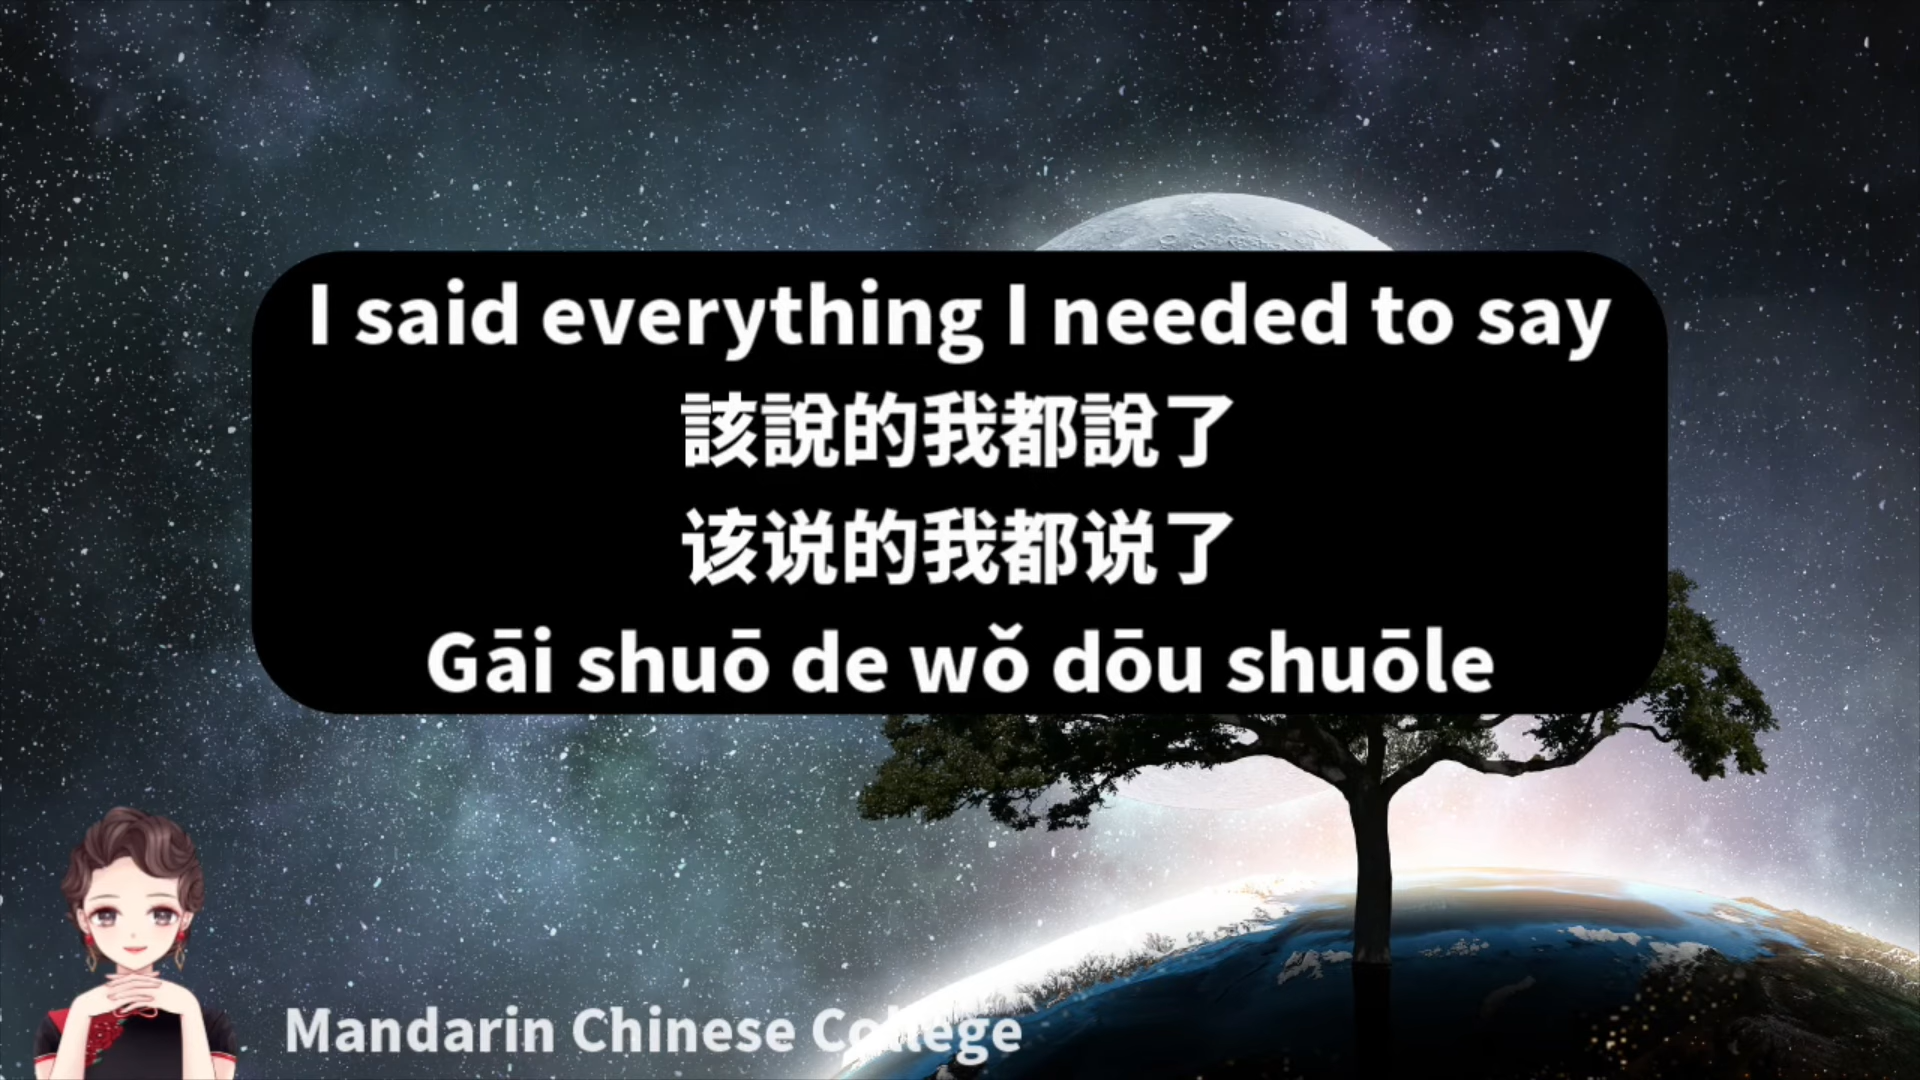 I said everything I needed to say
該說的我都說了
该说的我都说了
Gāi shuō de wǒ dōu shuōle
Mandarin Chinese College